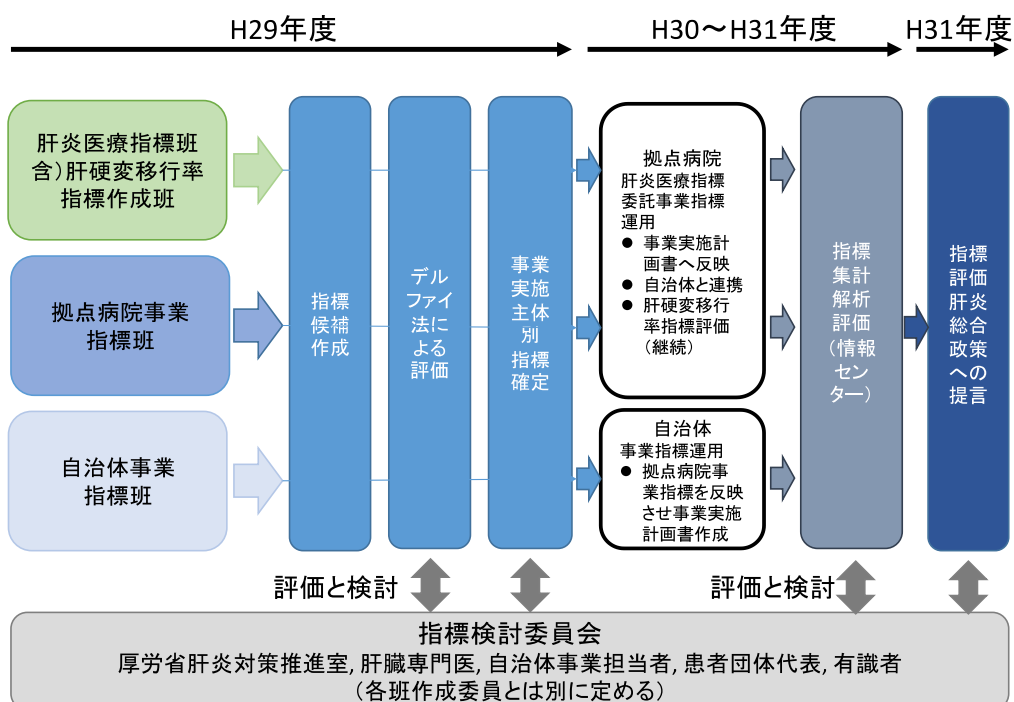 H29年度
H30～H31年度
H31年度
肝炎医療指標班
含）肝硬変移行率
指標作成班
拠点病院事業
指標班
自治体事業
指標班
指標
候補
作成
デル
ファイ
法に
よる
評価
事業
実施
主体
別
指標
確定
拠点病院
肝炎医療指標
委託事業指標
運用
● 事業実施計
画書へ反映
● 自治体と連携
● 肝硬変移行
率指標評価
（継続）
自治体
事業指標運用
● 拠点病院事
業指標を反映
させ事業実施
計画書作成
指標
集計
解析
評価
（情報
セン
ター）
指標
評価
肝炎
総合
政策
への
提言
評価と検討
評価と検討
指標検討委員会
厚労省肝炎対策推進室, 肝臓専門医, 自治体事業担当者, 患者団体代表, 有識者
（各班作成委員とは別に定める）